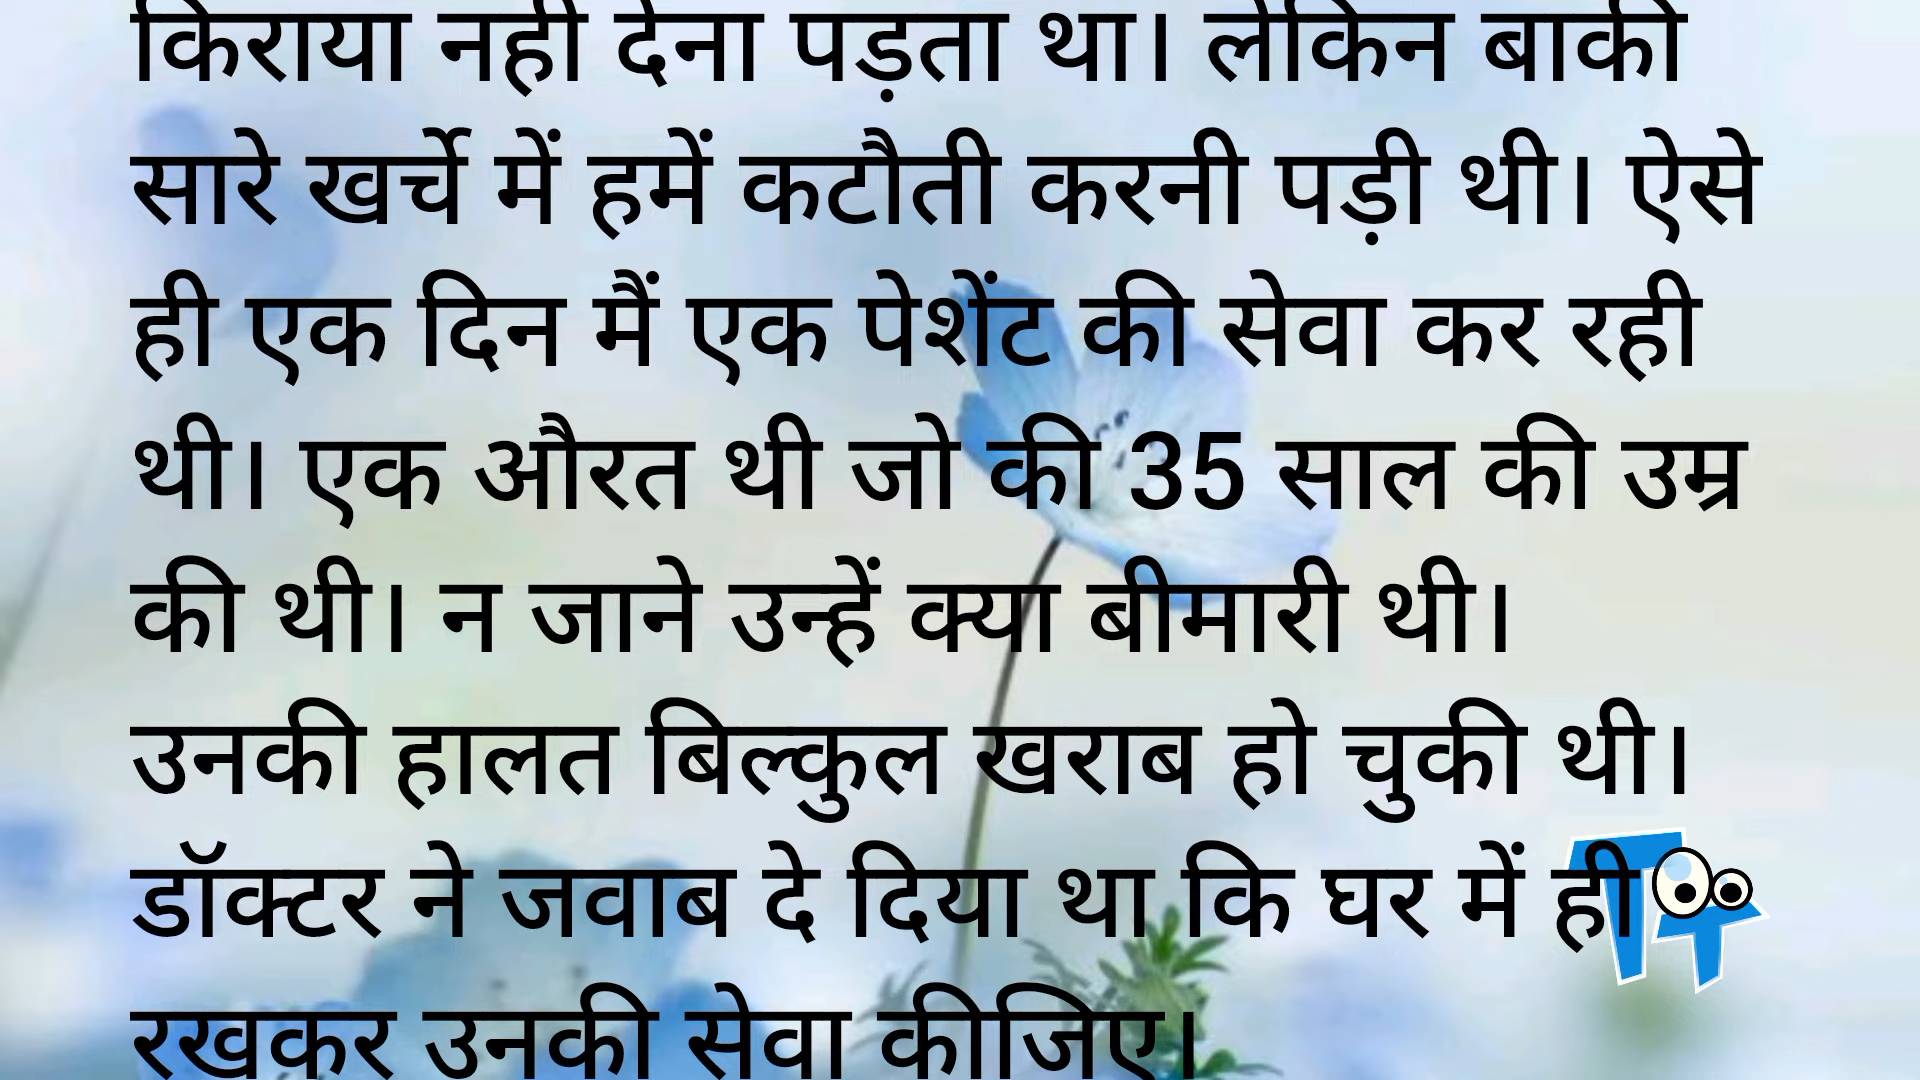 किराया नही देना पड़ता था। लेकिन बाकी
सारे खर्चे में हमें कटौती करनी पड़ी थी। ऐसे
ही एक दिन मैं एक पेशेंट की सेवा कर रही
थी। एक औरत थी जो की 35 साल की उम्र
की थी। न जाने उन्हें क्या बीमारी थी।
उनकी हालत बिल्कुल खराब हो चुकी थी।
डॉक्टर ने जवाब दे दिया था कि घर में ही
रखकर उनकी सेवा कीजिए।